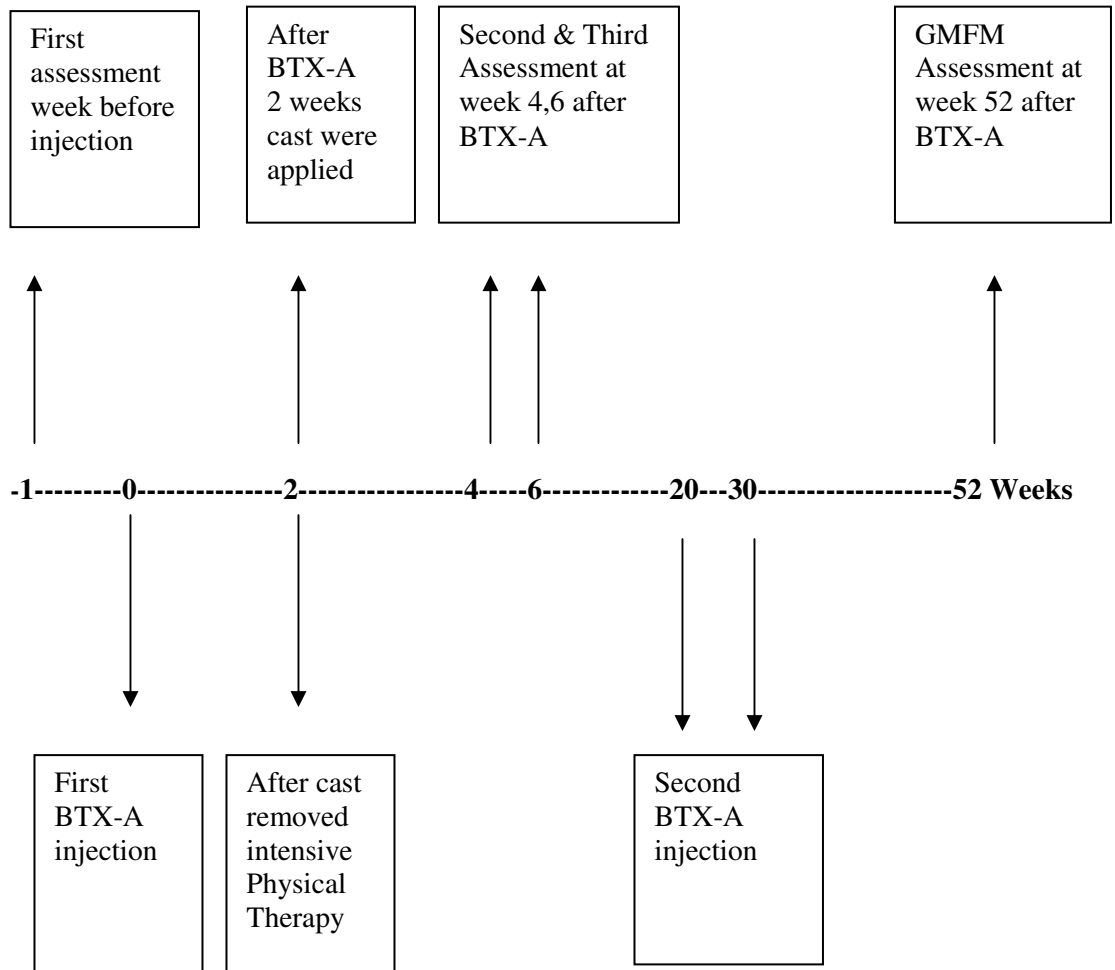 First
assessment
week before
injection
After
BTX-A
2 weeks
cast were
applied
Second & Third
Assessment at
week 4,6 after
BTX-A
GMFM
Assessment at
week 52 after
BTX-A
-1---------0---------------2-----------------4-----6-------------20---30--------------------52 Weeks
First
BTX-A
injection
After cast
removed
intensive
Physical
Therapy
Second
BTX-A
injection